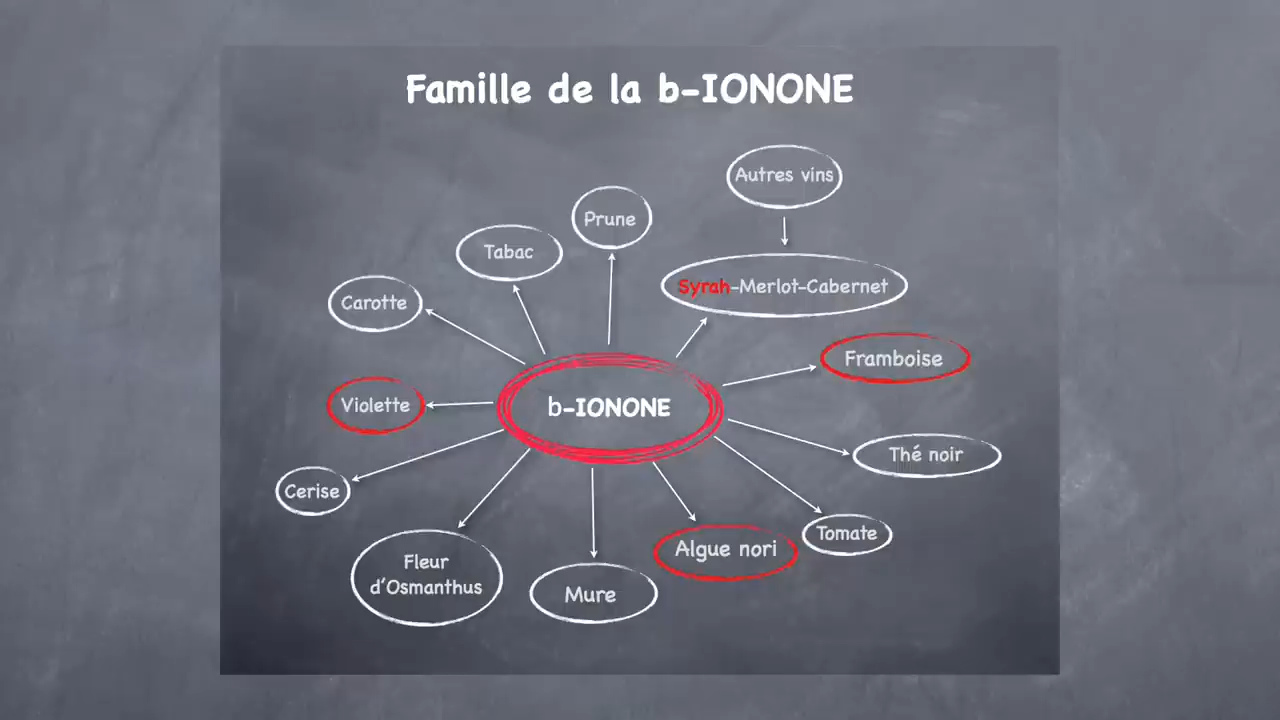 Famille de la b-IONONE
Autres vins
Prune
Tabac
Syrah-Merlot-Cabernet
Carotte
Framboise
Violette
b-IONONE
Thé noir
Cerise
Tomate
Algue nori
Fleur
d'Osmanthus
Mure